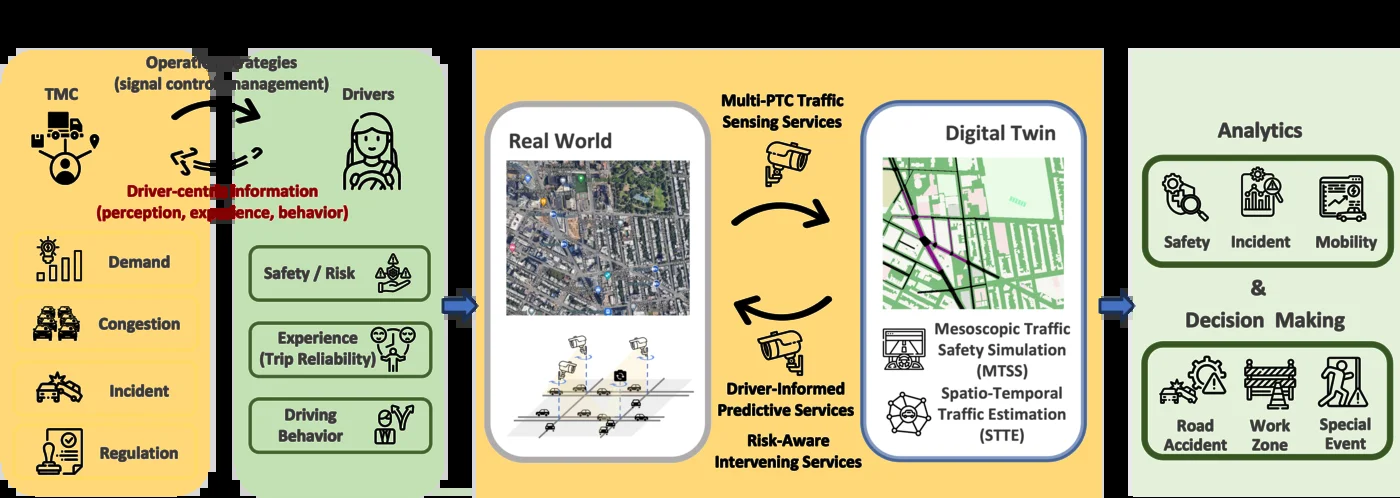 Operation Strategies
(signal control, management)
TMC
Drivers
Driver-centric information
(perception, experience, behavior)
Demand
Congestion
Incident
Regulation
Safety / Risk
Experience
(Trip Reliability)
Driving
Behavior
Real World
Multi-PTC Traffic
Sensing Services
Driver-Informed
Predictive Services
Risk-Aware
Intervening Services
Digital Twin
Mesoscopic Traffic
Safety Simulation
(MTSS)
Spatio-Temporal
Traffic Estimation
(STTE)
Analytics
Safety
Incident
Mobility
&
Decision Making
Road
Accident
Work
Zone
Special
Event